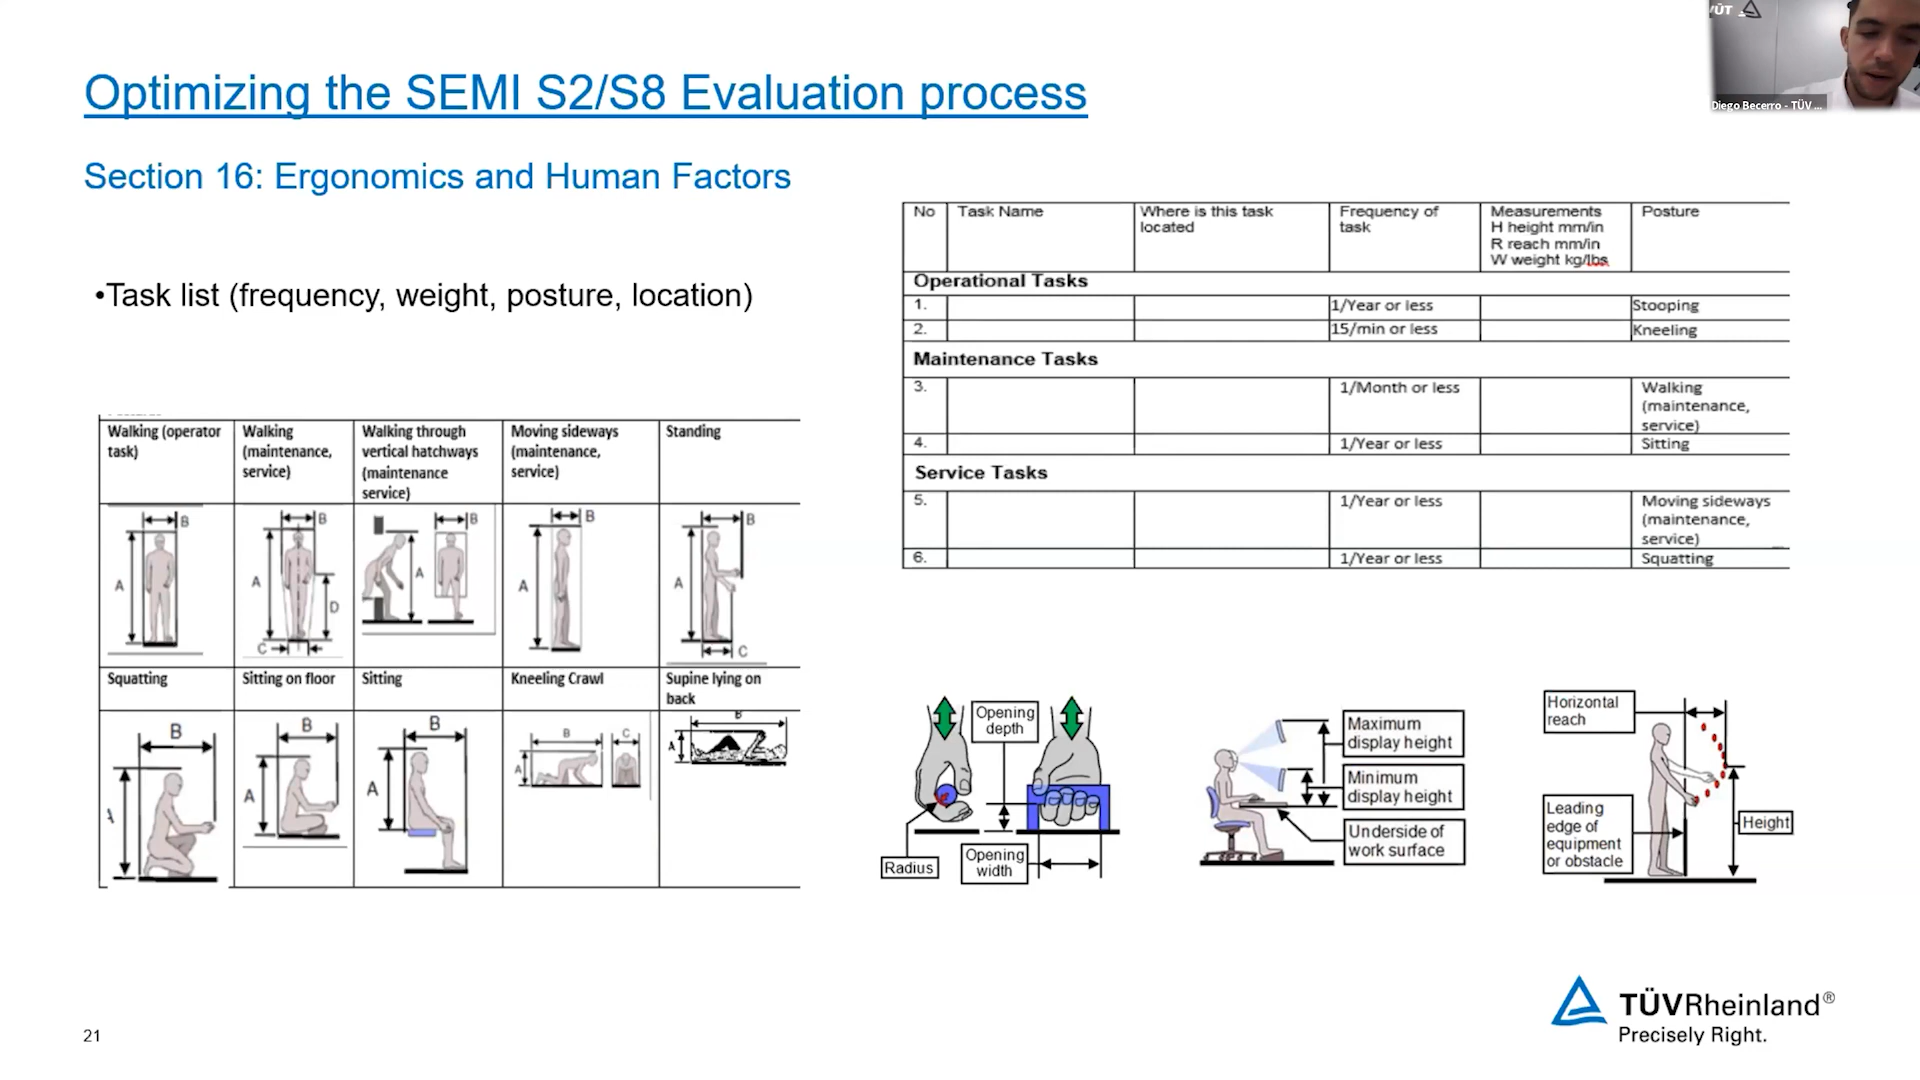 Optimizing the SEMI S2/S8 Evaluation process
Diego Becerro - TÜV ...
Section 16: Ergonomics and Human Factors
•Task list (frequency, weight, posture, location)
No
Task Name
Where is this task
located
Frequency of
task
Measurements
H height mm/in
R reach mm/in
W weight kg/lbs
Posture
Operational Tasks
1.
1/Year or less
Stooping
2.
15/min or less
Kneeling
Maintenance Tasks
3.
1/Month or less
Walking
(maintenance,
service)
4.
1/Year or less
Sitting
Service Tasks
5.
1/Year or less
Moving sideways
(maintenance,
service)
6.
1/Year or less
Squatting
Walking (operator
task)
Walking
(maintenance,
service)
Walking through
vertical hatchways
(maintenance
service)
Moving sideways
(maintenance,
service)
Standing
B
A
B
A
D
C
B
A
B
A
B
A
C
Squatting
Sitting on floor
Sitting
Kneeling Crawl
Supine lying on
back
B
A
B
A
B
A
B
C
A
B
A
Opening
depth
Radius
Opening
width
Maximum
display height
Minimum
display height
Underside of
work surface
Horizontal
reach
Leading
edge of
equipment
or obstacle
Height
TÜVRheinland®
Precisely Right.
21